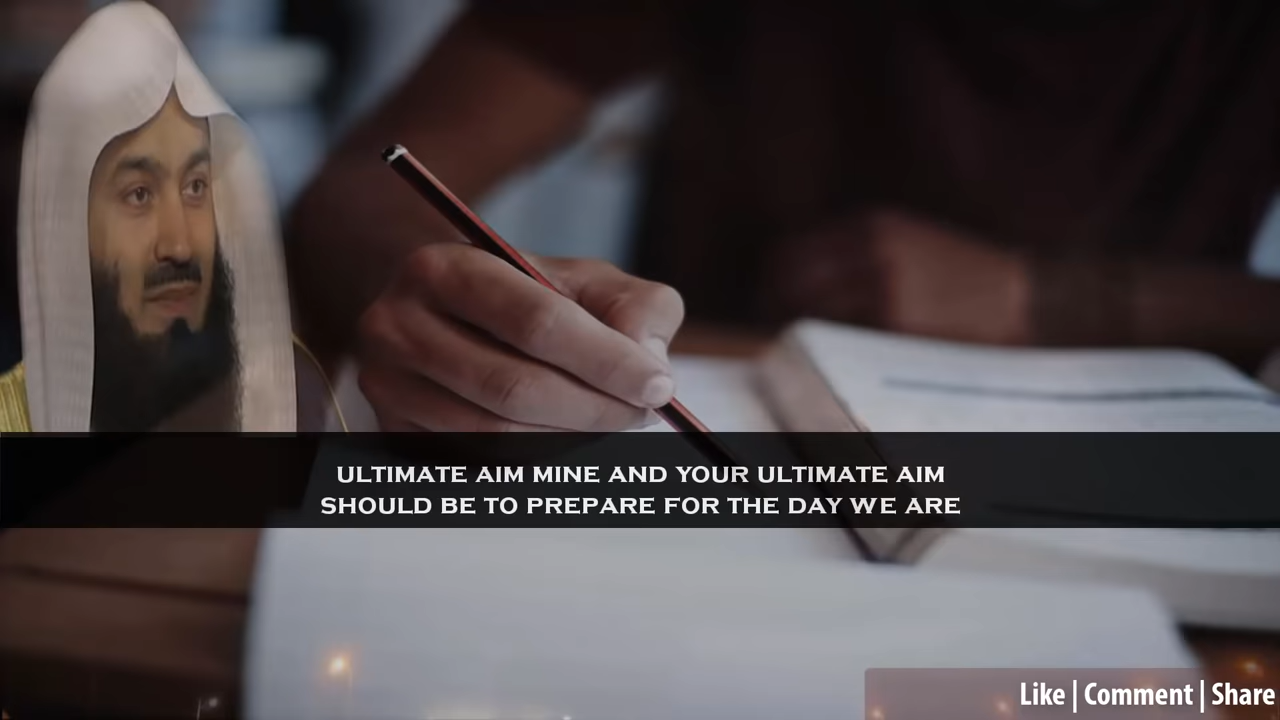 ULTIMATE AIM MINE AND YOUR ULTIMATE AIM
SHOULD BE TO PREPARE FOR THE DAY WE ARE
Like | Comment | Share